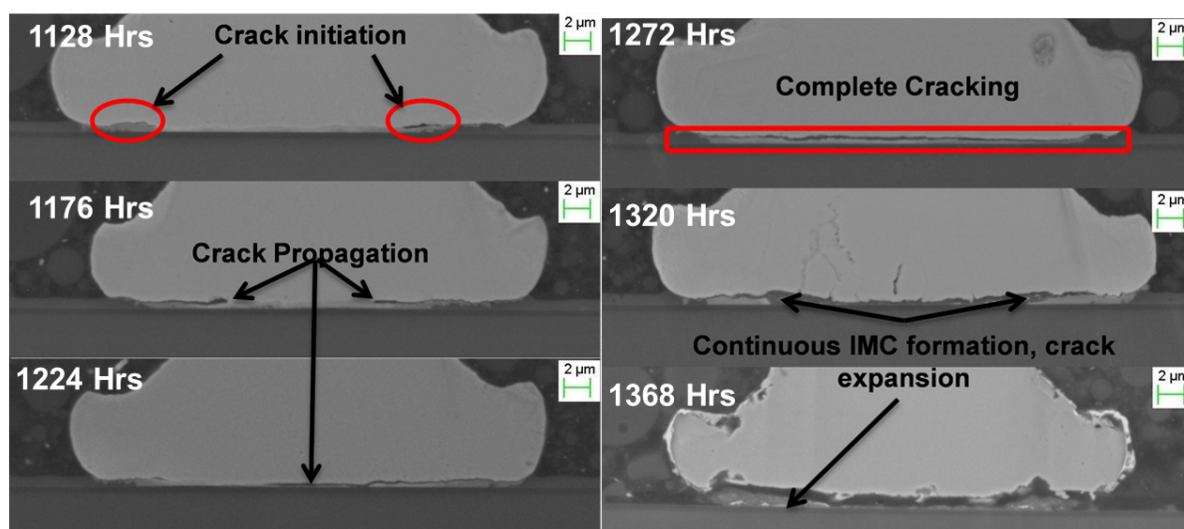 1128 Hrs
Crack initiation
2 µm
1176 Hrs
2 µm
Crack Propagation
1224 Hrs
2 µm
1272 Hrs
2 µm
Complete Cracking
1320 Hrs
2 µm
Continuous IMC formation, crack
expansion
1368 Hrs
2 µm